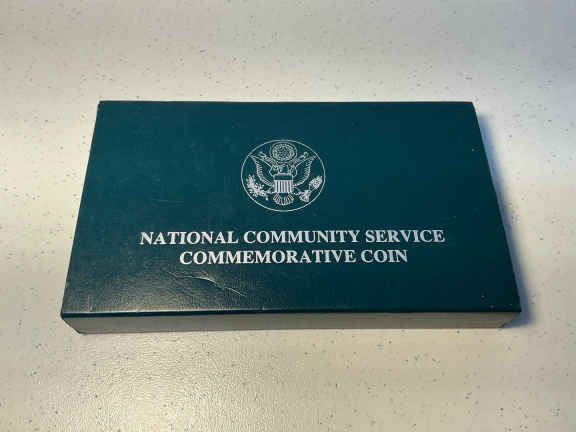 NATIONAL COMMUNITY SERVICE
COMMEMORATIVE COIN